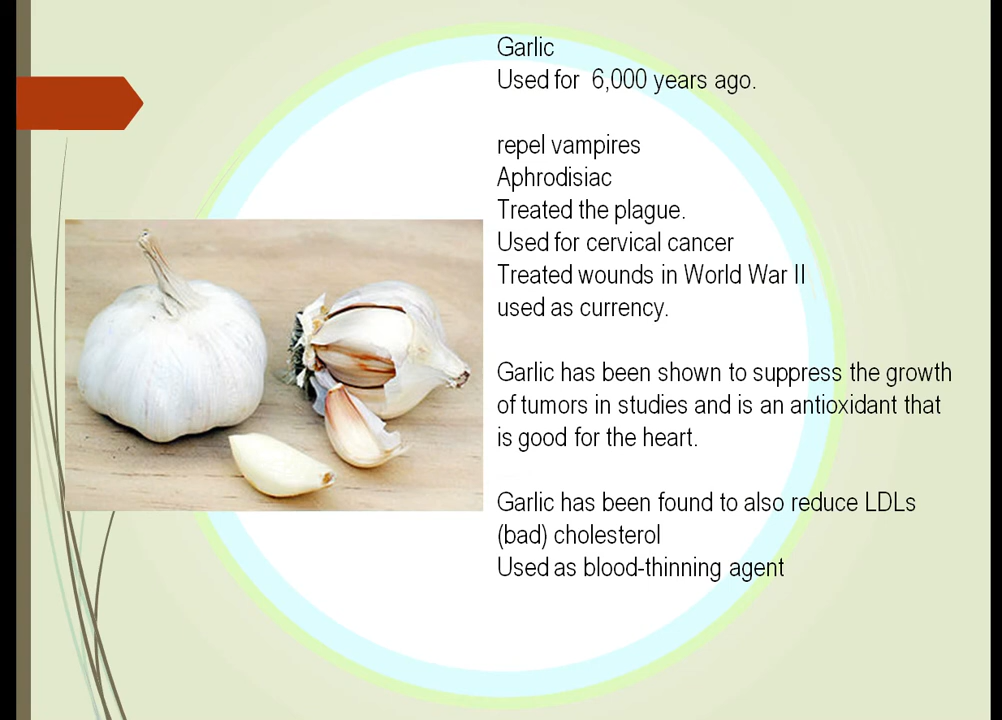 Garlic
Used for 6,000 years ago.
repel vampires
Aphrodisiac
Treated the plague.
Used for cervical cancer
Treated wounds in World War II
used as currency.
Garlic has been shown to suppress the growth
of tumors in studies and is an antioxidant that
is good for the heart.
Garlic has been found to also reduce LDLs
(bad) cholesterol
Used as blood-thinning agent